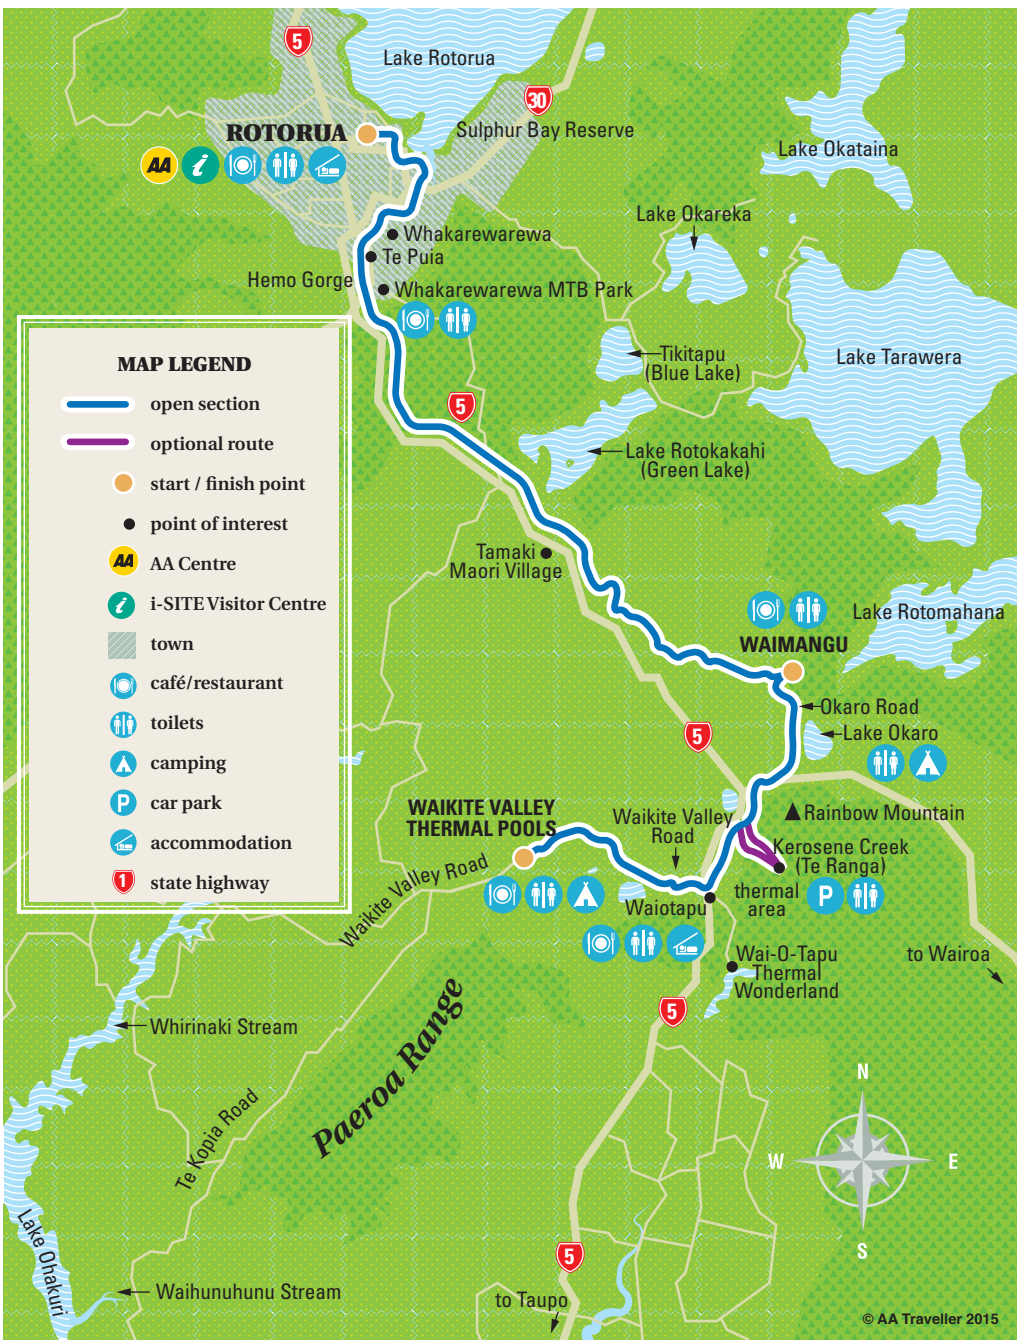 5
Lake Rotorua
30
ROTORUA
Sulphur Bay Reserve
AA
i
Lake Okataina
Lake Okareka
Whakarewarewa
Te Puia
Hemo Gorge
Whakarewarewa MTB Park
Tikitapu
(Blue Lake)
Lake Tarawera
MAP LEGEND
open section
optional route
start / finish point
point of interest
AA
AA Centre
i
i-SITE Visitor Centre
town
café/restaurant
toilets
camping
P
car park
accommodation
1
state highway
5
Lake Rotokakahi
(Green Lake)
Tamaki
Maori Village
Lake Rotomahana
WAIMANGU
Okaro Road
5
Lake Okaro
WAIKITE VALLEY
THERMAL POOLS
Waikite Valley
Road
Rainbow Mountain
Kerosene Creek
(Te Ranga)
Waikite Valley Road
thermal
area
P
Waiotapu
Wai-O-Tapu
Thermal
Wonderland
to Wairoa
5
Whirinaki Stream
Paeroa Range
Te Kopia Road
N
W
E
S
Lake Ohakuri
5
Waihunuhunu Stream
to Taupo
© AA Traveller 2015